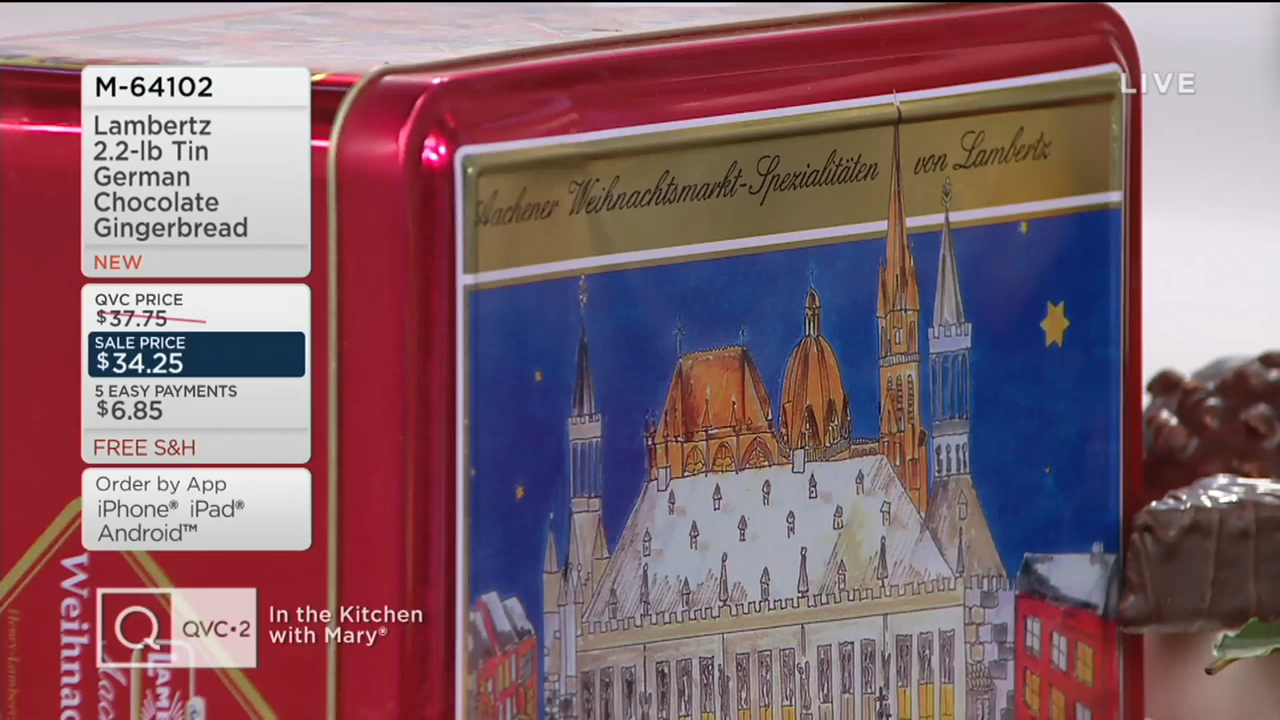 LIVE
M-64102
Lambertz
2.2-lb Tin
German
Chocolate
Gingerbread
NEW
QVC PRICE
$37.75
SALE PRICE
$34.25
5 EASY PAYMENTS
$6.85
FREE S&H
Order by App
iPhone® iPad®
Android™
Q QVC•2
In the Kitchen
with Mary®
Aachener Weihnachtsmarkt-Spezialitäten von Lambertz
Weihnac
LAMB